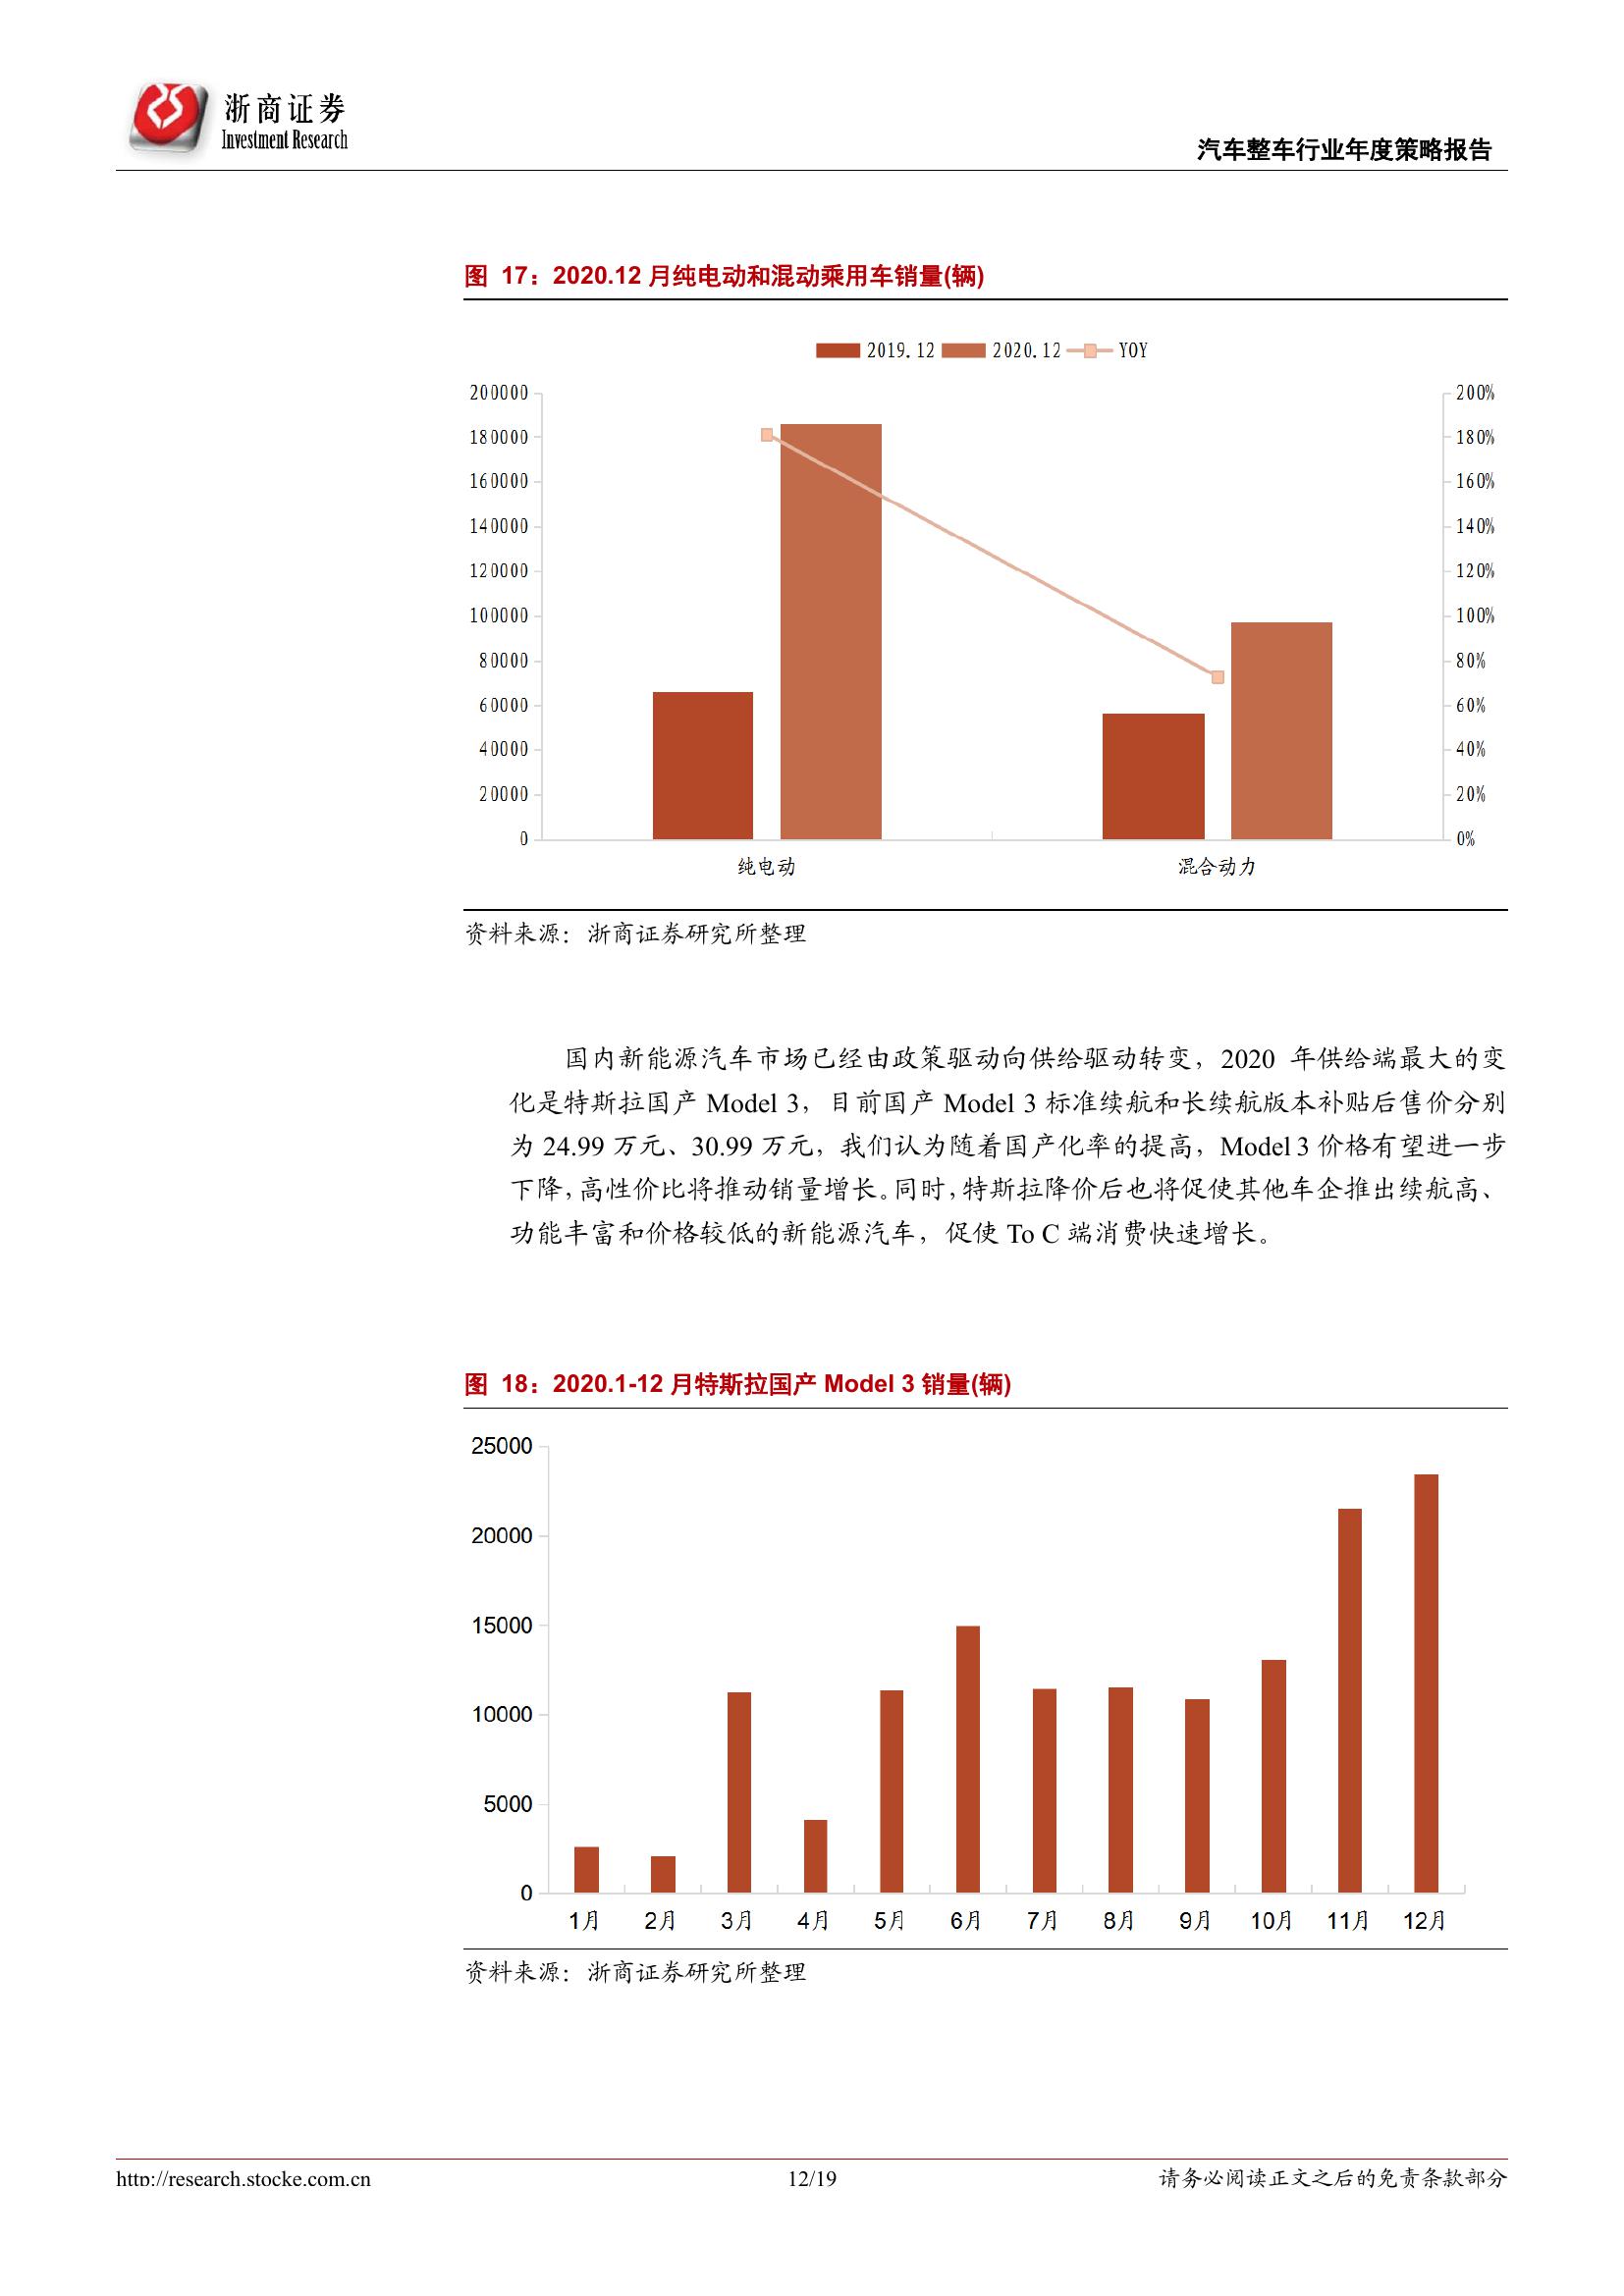 浙商证券
Investment Research
汽车整车行业年度策略报告
图 17：2020.12 月纯电动和混动乘用车销量(辆)
2019.12 2020.12 YOY
200000 200%
180000 180%
160000 160%
140000 140%
120000 120%
100000 100%
80000 80%
60000 60%
40000 40%
20000 20%
0 0%
纯电动 混合动力
资料来源：浙商证券研究所整理
国内新能源汽车市场已经由政策驱动向供给驱动转变，2020 年供给端最大的变
化是特斯拉国产 Model 3，目前国产 Model 3 标准续航和长续航版本补贴后售价分别
为 24.99 万元、30.99 万元，我们认为随着国产化率的提高，Model 3 价格有望进一步
下降，高性价比将推动销量增长。同时，特斯拉降价后也将促使其他车企推出续航高、
功能丰富和价格较低的新能源汽车，促使 To C 端消费快速增长。
图 18：2020.1-12 月特斯拉国产 Model 3 销量(辆)
25000
20000
15000
10000
5000
0
1月 2月 3月 4月 5月 6月 7月 8月 9月 10月 11月 12月
资料来源：浙商证券研究所整理
http://research.stocke.com.cn 12/19 请务必阅读正文之后的免责条款部分